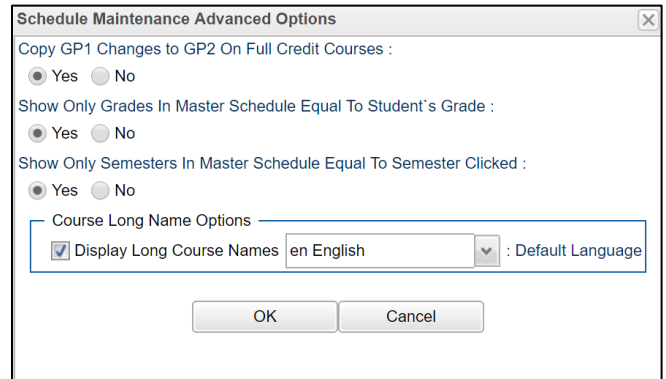 Schedule Maintenance Advanced Options
Copy GP1 Changes to GP2 On Full Credit Courses :
Yes No
Show Only Grades In Master Schedule Equal To Student`s Grade :
Yes No
Show Only Semesters In Master Schedule Equal To Semester Clicked :
Yes No
Course Long Name Options
Display Long Course Names en English : Default Language
OK Cancel